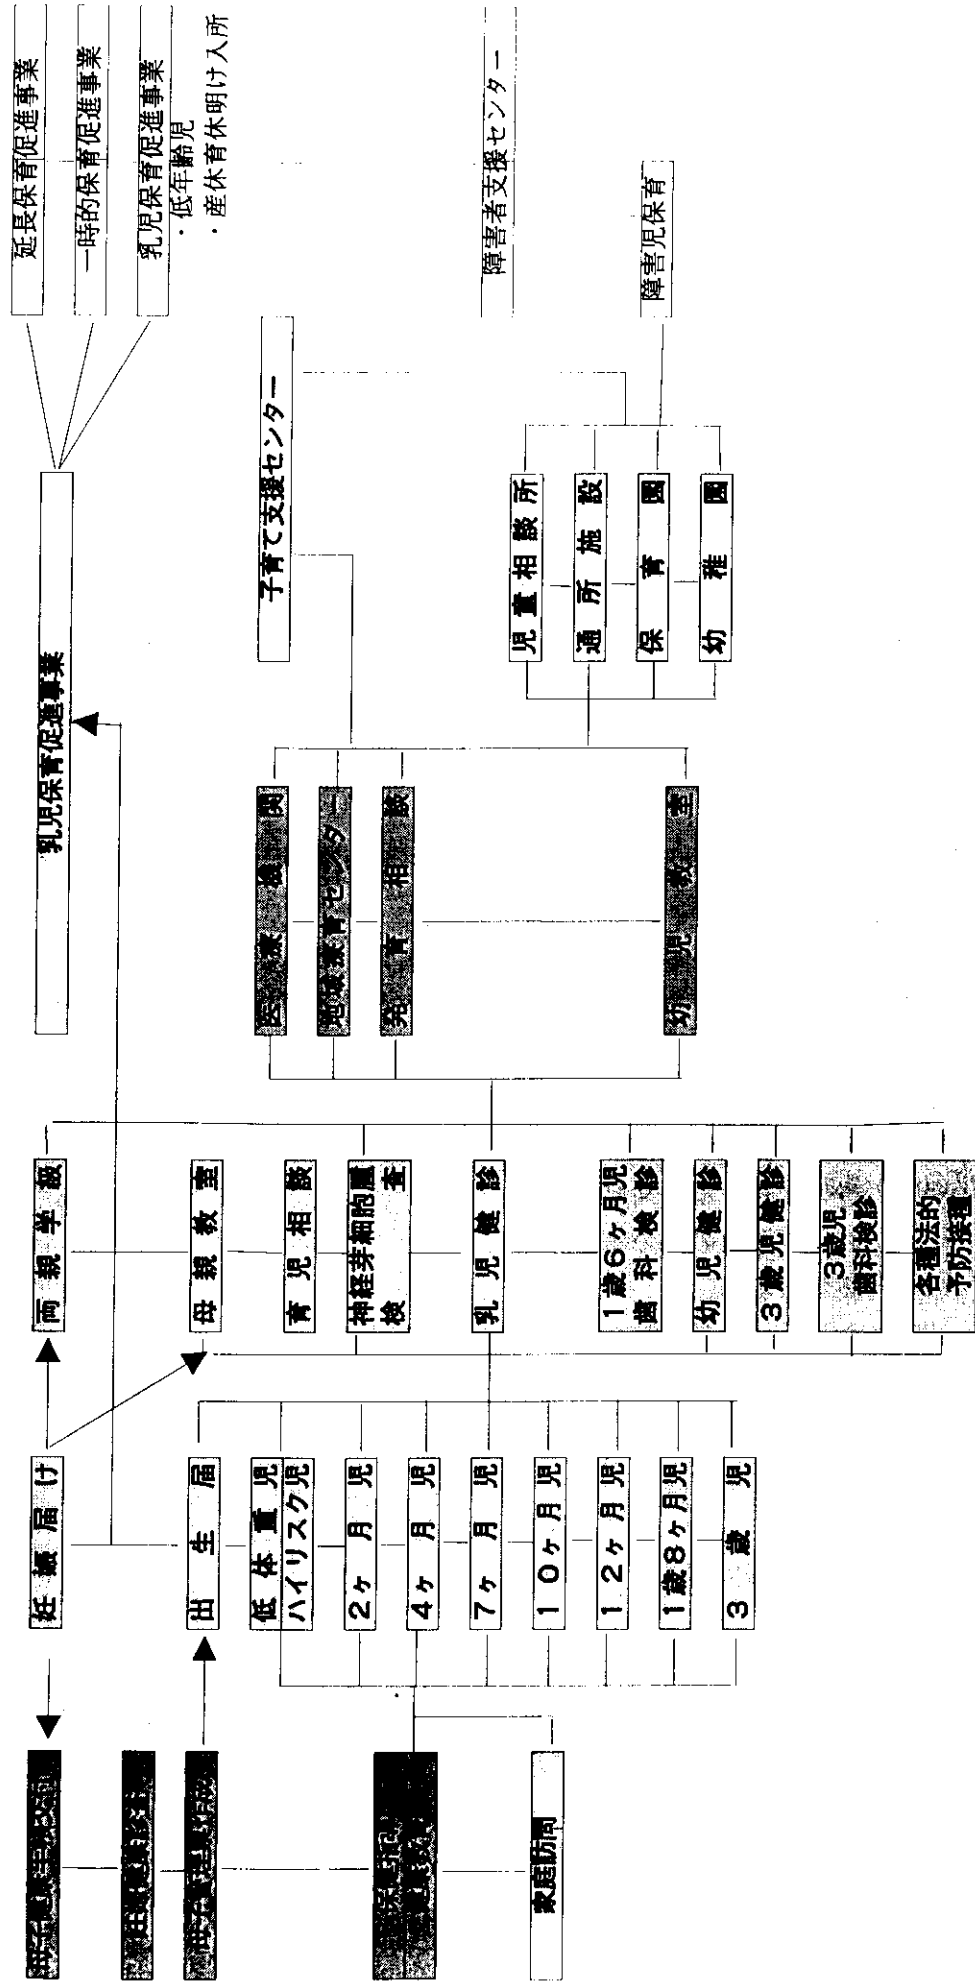 妊娠届け
両親学級
乳児保育促進事業
延長保育促進事業
一時的保育促進事業
乳児保育促進事業
・低年齢児
・産休育休明け入所
出生届
母親教室
低体重児
ハイリスク児
育児相談
医療機関
子育て支援センター
2ヶ月児
神経芽細胞腫
検査
地域療育センター
4ヶ月児
発育相談
家庭訪問
7ヶ月児
乳児健診
児童相談所
障害者支援センター
10ヶ月児
通所施設
12ヶ月児
1歳6ヶ月児
歯科検診
保育園
障害児保育
1歳8ヶ月児
幼児健診
幼児教室
幼稚園
3歳児
3歳児健診
3歳児
歯科検診
各種法的
予防接種